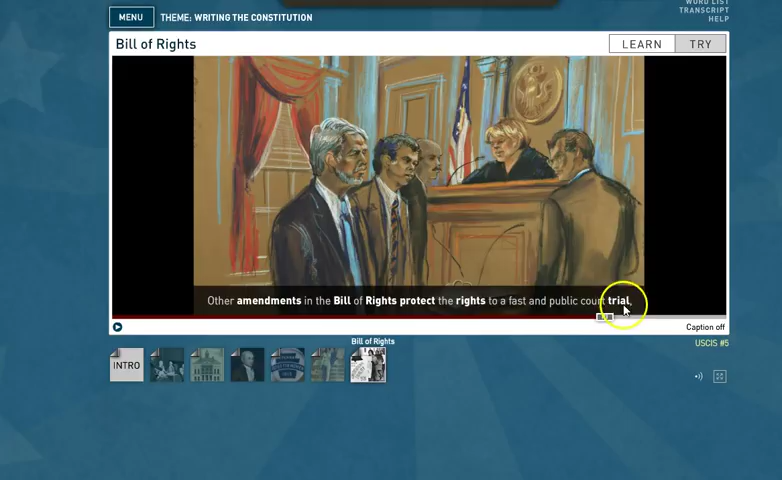 WORD LIST
MENU THEME: WRITING THE CONSTITUTION
TRANSCRIPT
HELP
Bill of Rights
LEARN TRY
Other amendments in the Bill of Rights protect the rights to a fast and public court trial,
Caption off
Bill of Rights
USCIS #5
INTRO